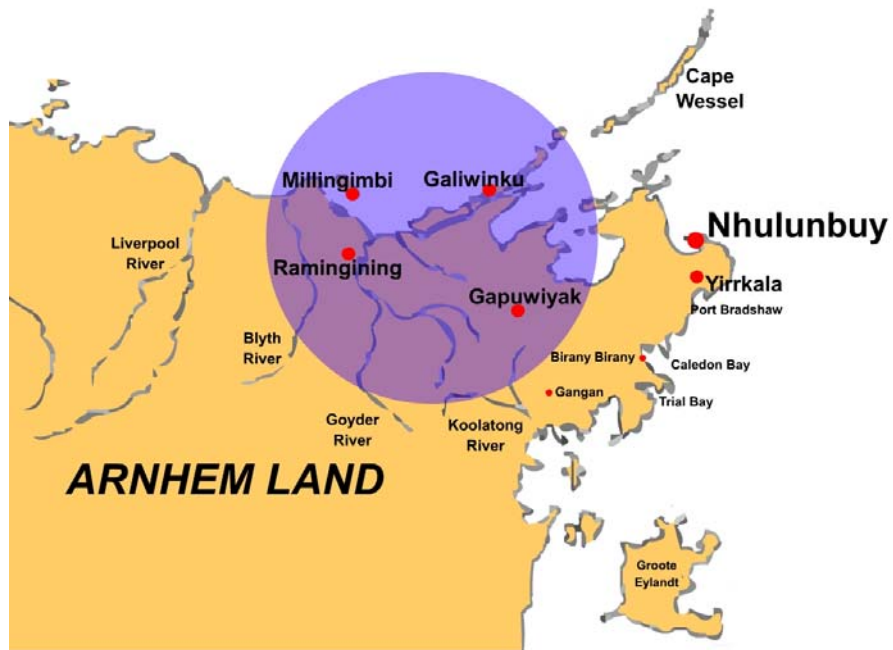 Cape
Wessel
Millingimbi
Galiwinku
Nhulunbuy
Liverpool
River
Ramingining
Yirrkala
Gapuwiyak
Port Bradshaw
Blyth
River
Birany Birany
Caledon Bay
Gangan
Trial Bay
Goyder
River
Koolatong
River
ARNHEM LAND
Groote
Eylandt